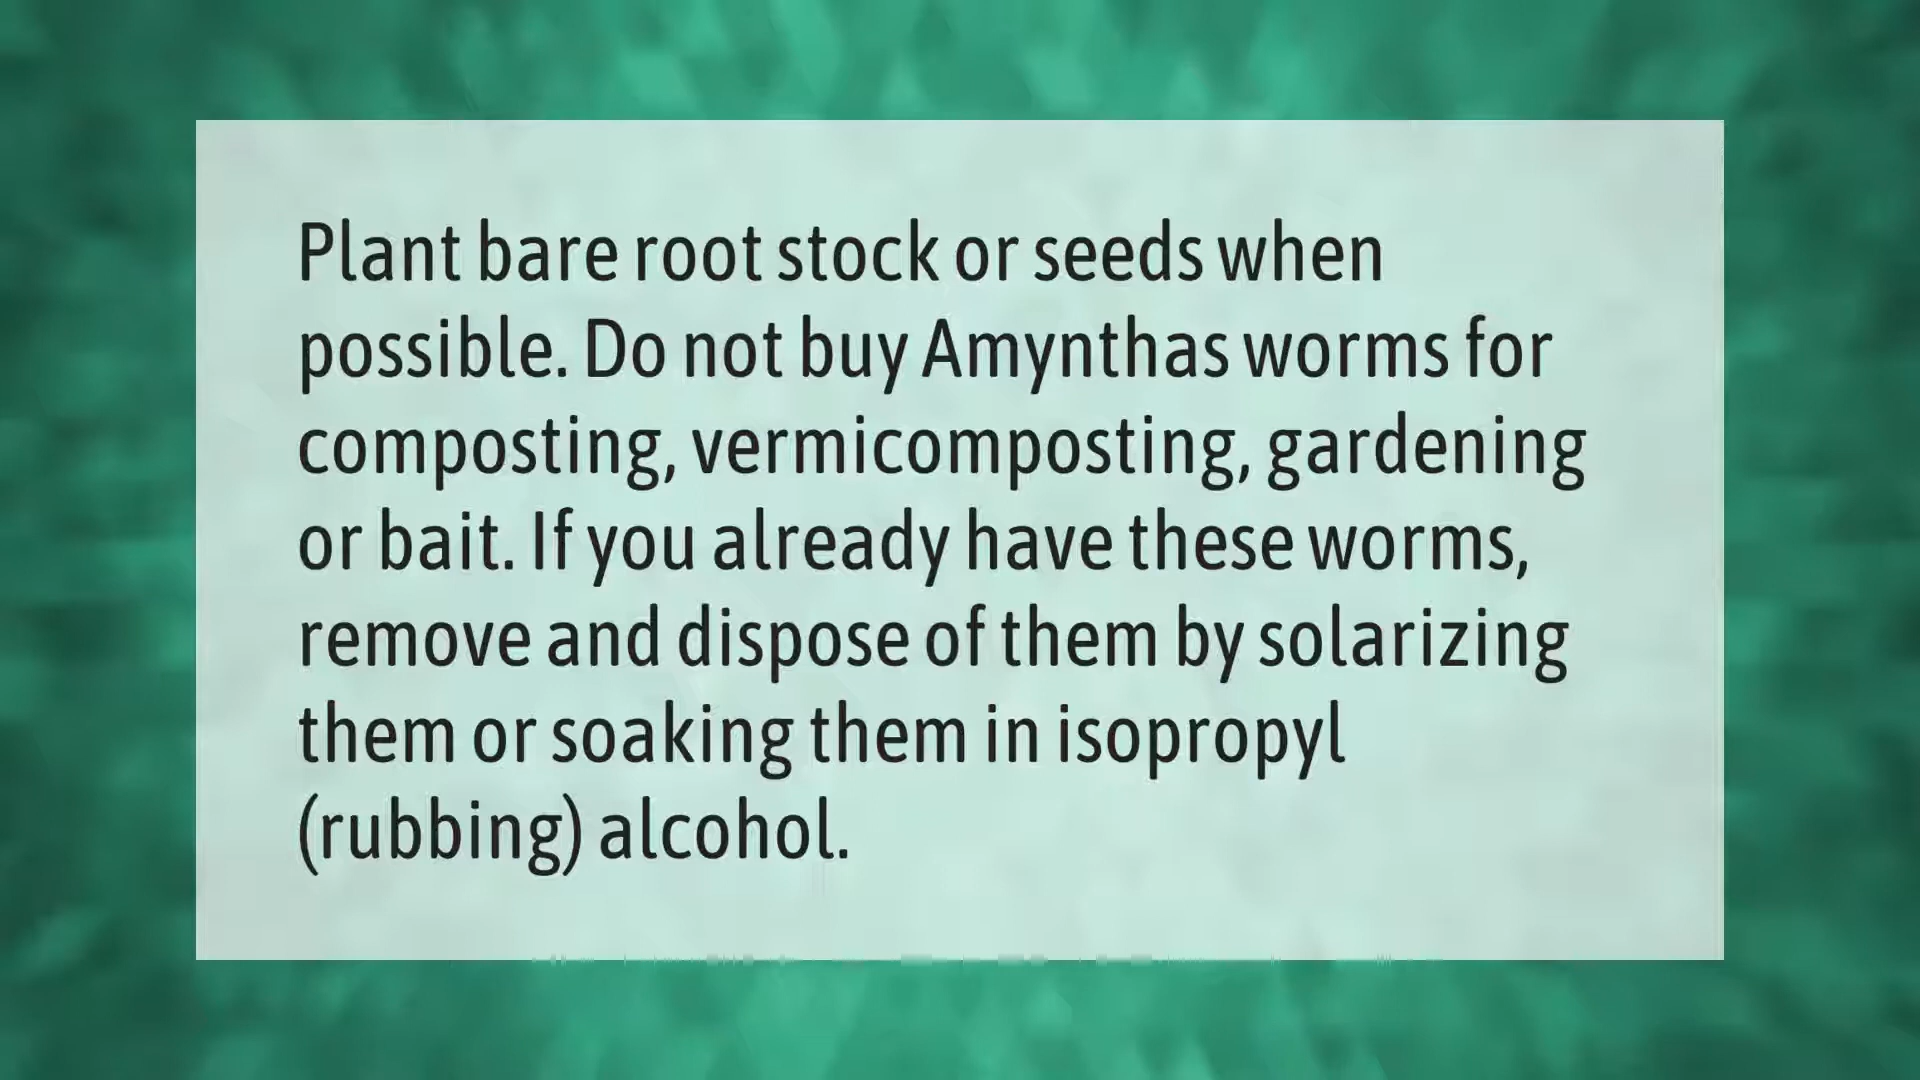 Plant bare root stock or seeds when
possible. Do not buy Amynthas worms for
composting, vermicomposting, gardening
or bait. If you already have these worms,
remove and dispose of them by solarizing
them or soaking them in isopropyl
(rubbing) alcohol.